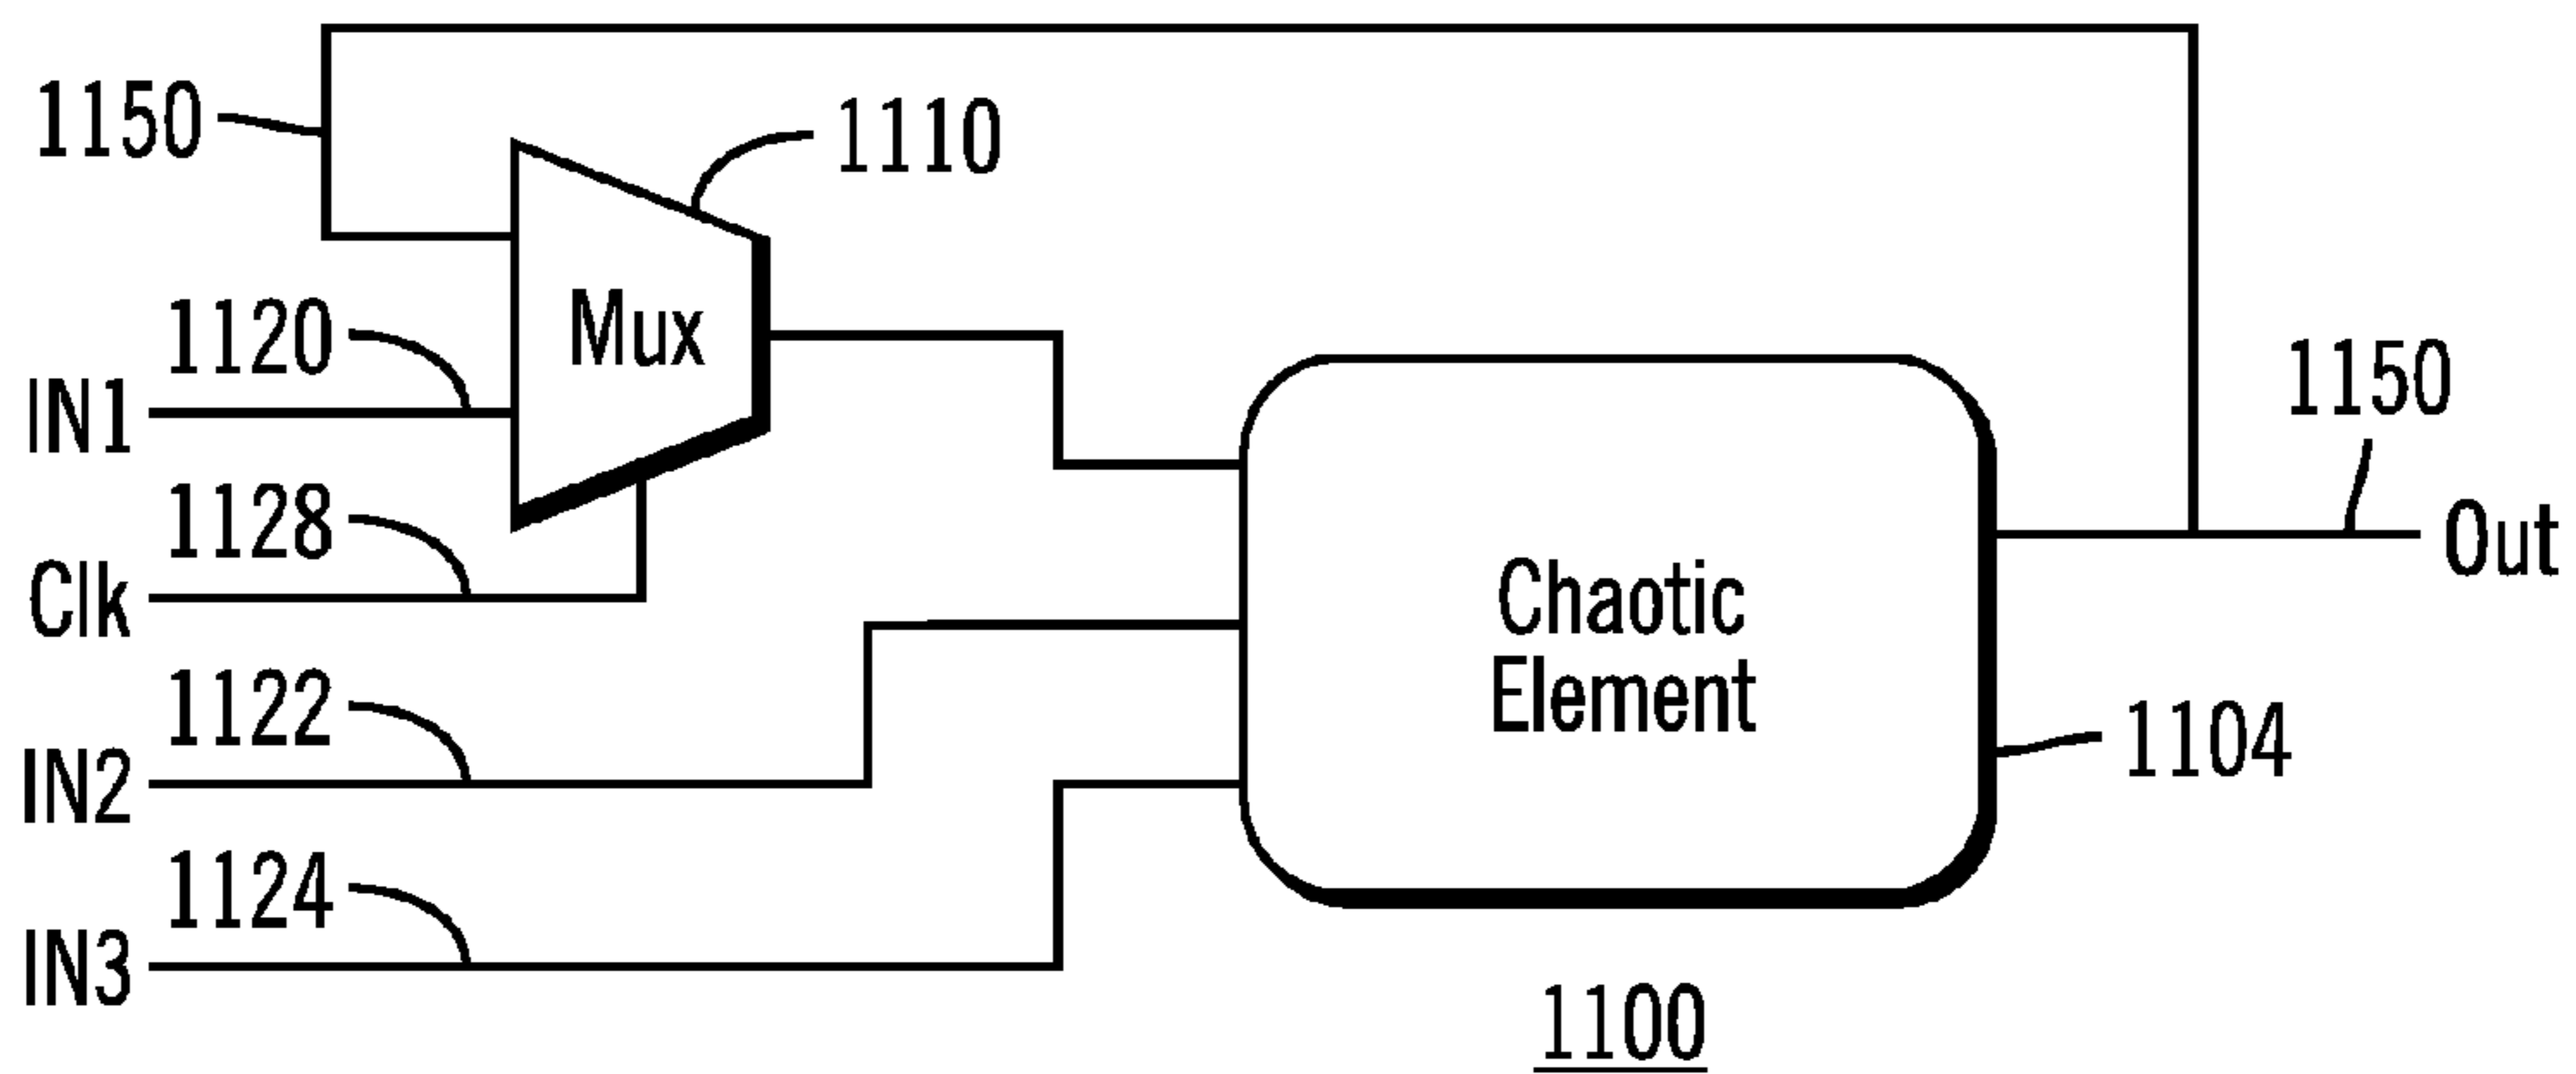 1150
1110
Mux
1120
IN1
1128
Clk
1122
IN2
1124
IN3
Chaotic
Element
1150
Out
1104
1100